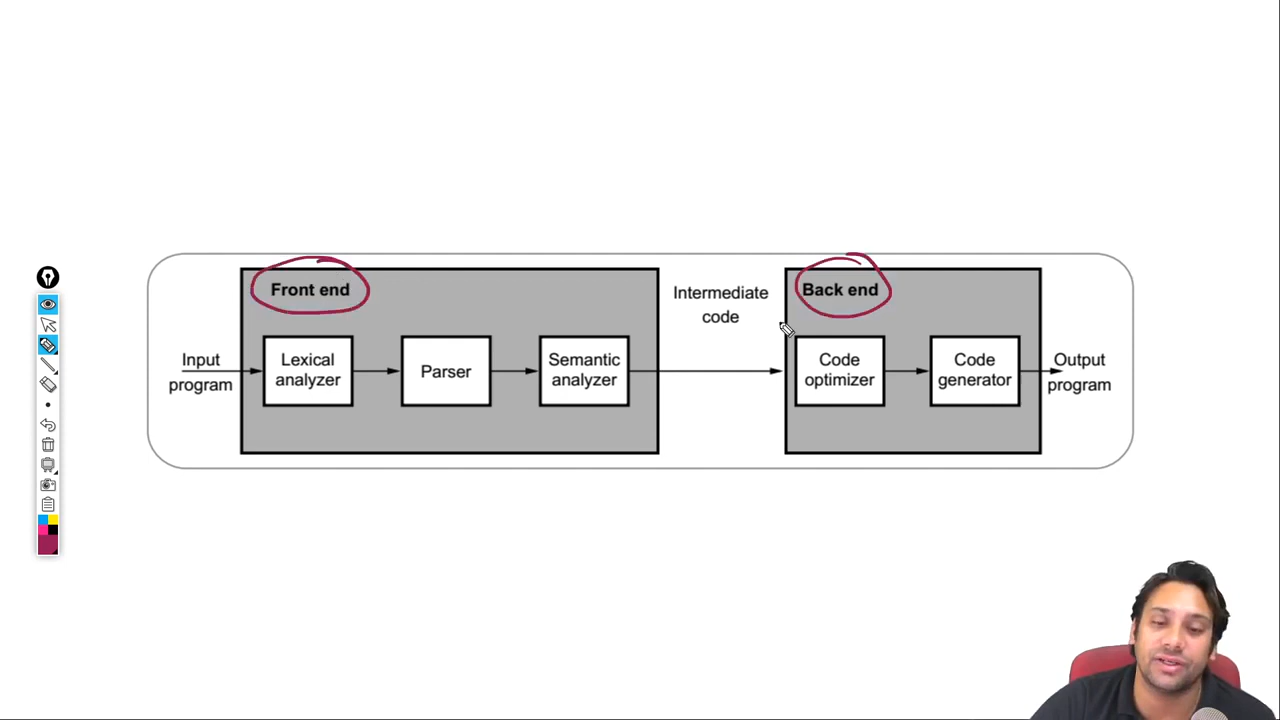 Front end
Intermediate
code
Back end
Input
program
Lexical
analyzer
Parser
Semantic
analyzer
Code
optimizer
Code
generator
Output
program